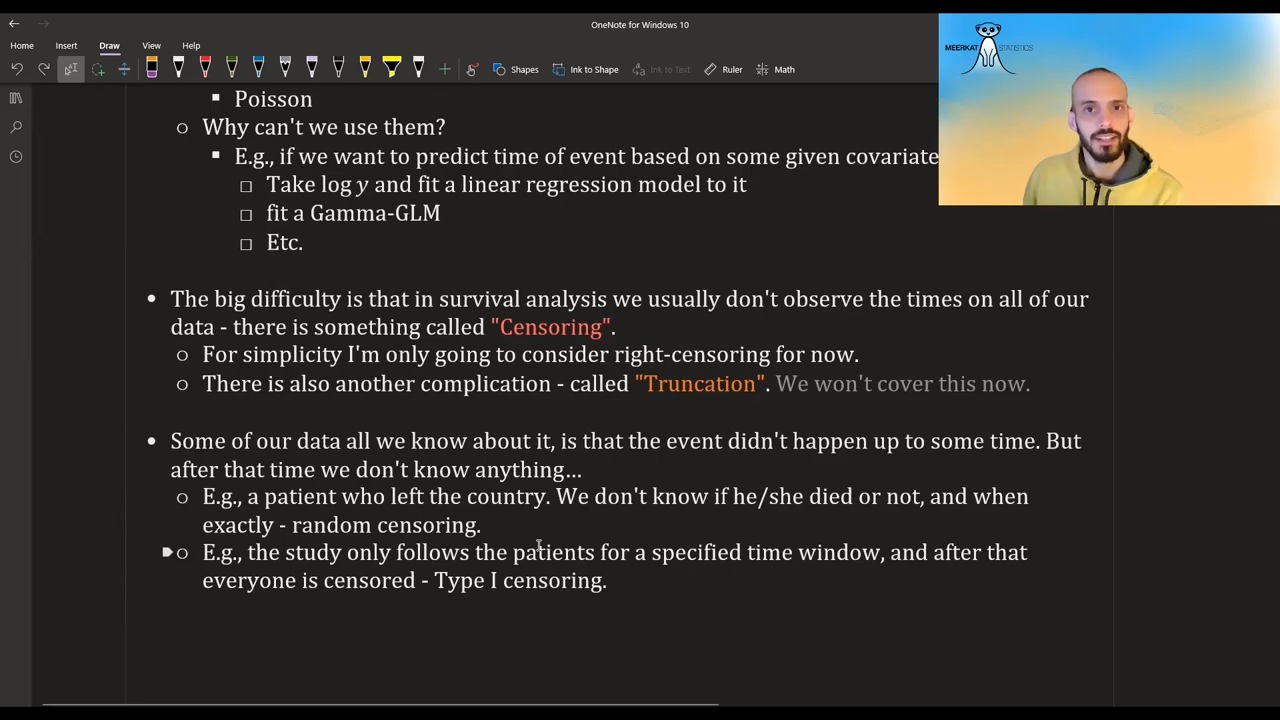 OneNote for Windows 10
Home Insert Draw View Help
Shapes Ink to Shape Ink to Text Ruler Math
MEERKAT STATISTICS
▪ Poisson
○ Why can't we use them?
▪ E.g., if we want to predict time of event based on some given covariate
□ Take log y and fit a linear regression model to it
□ fit a Gamma-GLM
□ Etc.
• The big difficulty is that in survival analysis we usually don't observe the times on all of our
data - there is something called "Censoring".
○ For simplicity I'm only going to consider right-censoring for now.
○ There is also another complication - called "Truncation". We won't cover this now.
• Some of our data all we know about it, is that the event didn't happen up to some time. But
after that time we don't know anything...
○ E.g., a patient who left the country. We don't know if he/she died or not, and when
exactly - random censoring.
○ E.g., the study only follows the patients for a specified time window, and after that
everyone is censored - Type I censoring.